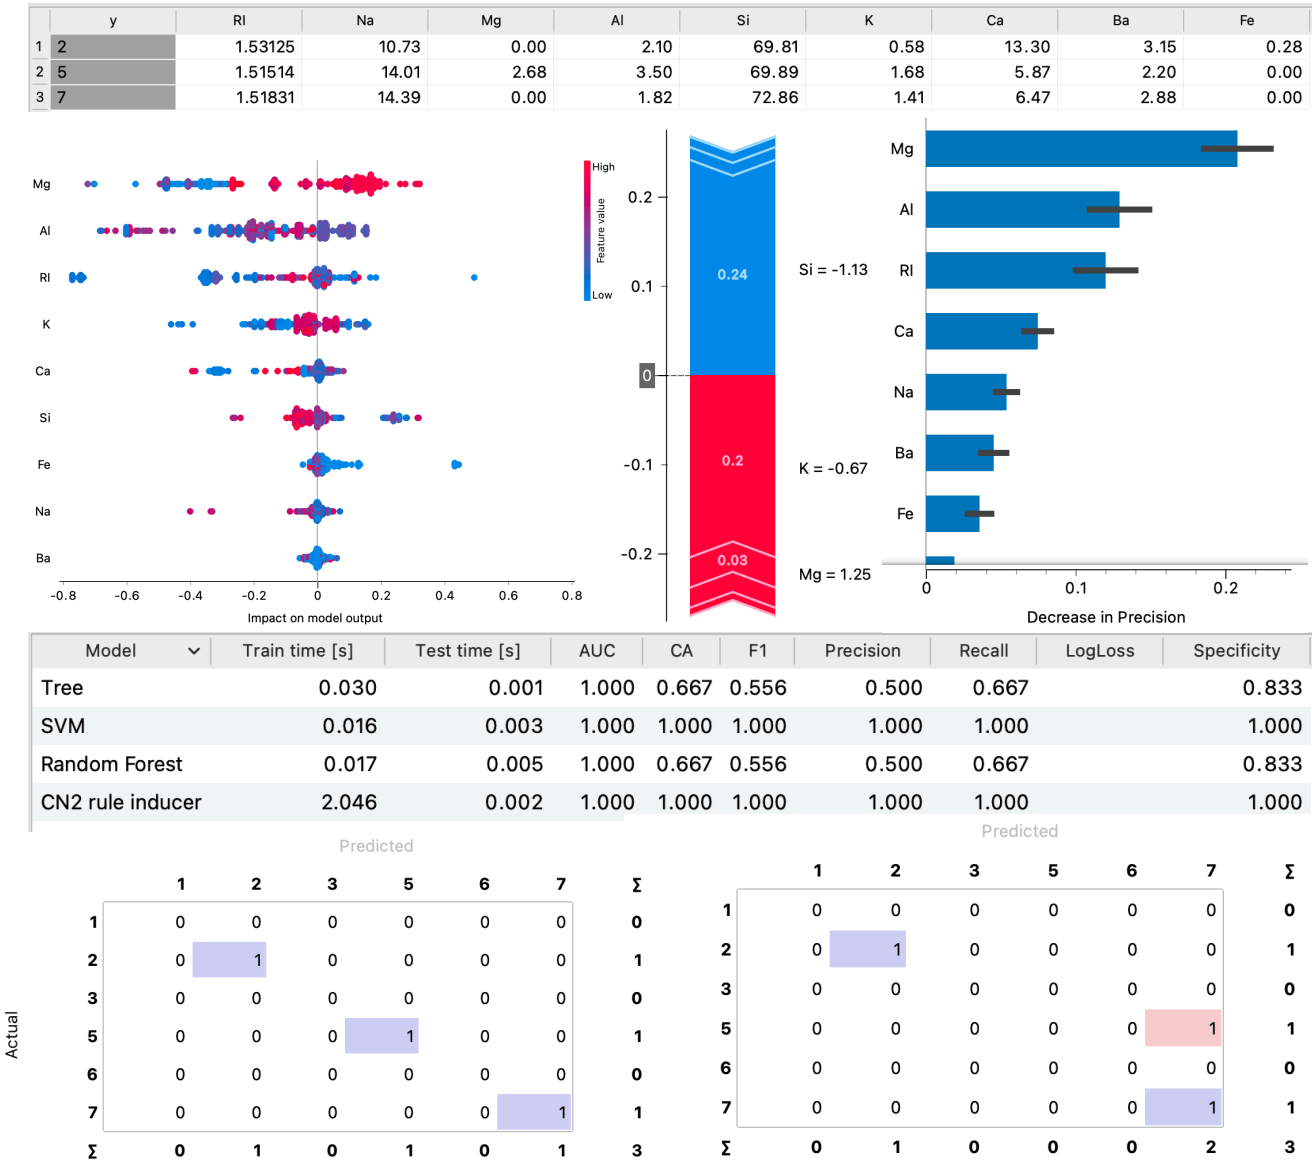 y RI Na Mg Al Si K Ca Ba Fe
1 2 1.53125 10.73 0.00 2.10 69.81 0.58 13.30 3.15 0.28
2 5 1.51514 14.01 2.68 3.50 69.89 1.68 5.87 2.20 0.00
3 7 1.51831 14.39 0.00 1.82 72.86 1.41 6.47 2.88 0.00
Mg
Al
RI
K
Ca
Si
Fe
Na
Ba
-0.8 -0.6 -0.4 -0.2 0 0.2 0.4 0.6 0.8
Impact on model output
High
Feature value
Low
0.2
0.1
0
-0.1
-0.2
0.24
0.2
0.03
Si = -1.13
K = -0.67
Mg = 1.25
Mg
Al
RI
Ca
Na
Ba
Fe
0 0.1 0.2
Decrease in Precision
Model Train time [s] Test time [s] AUC CA F1 Precision Recall LogLoss Specificity
Tree 0.030 0.001 1.000 0.667 0.556 0.500 0.667 0.833
SVM 0.016 0.003 1.000 1.000 1.000 1.000 1.000 1.000
Random Forest 0.017 0.005 1.000 0.667 0.556 0.500 0.667 0.833
CN2 rule inducer 2.046 0.002 1.000 1.000 1.000 1.000 1.000 1.000
Predicted
1 2 3 5 6 7 Σ
Actual
1 0 0 0 0 0 0 0
2 0 1 0 0 0 0 1
3 0 0 0 0 0 0 0
5 0 0 0 1 0 0 1
6 0 0 0 0 0 0 0
7 0 0 0 0 0 1 1
Σ 0 1 0 1 0 1 3
Predicted
1 2 3 5 6 7 Σ
1 0 0 0 0 0 0 0
2 0 1 0 0 0 0 1
3 0 0 0 0 0 0 0
5 0 0 0 0 0 1 1
6 0 0 0 0 0 0 0
7 0 0 0 0 0 1 1
Σ 0 1 0 0 0 2 3